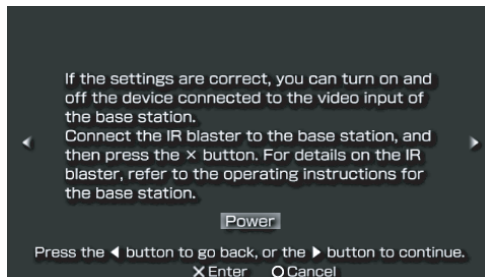 If the settings are correct, you can turn on and
off the device connected to the video input of
the base station.
Connect the IR blaster to the base station, and
then press the × button. For details on the IR
blaster, refer to the operating instructions for
the base station.
Power
Press the ◀ button to go back, or the ▶ button to continue.
✕ Enter ○ Cancel